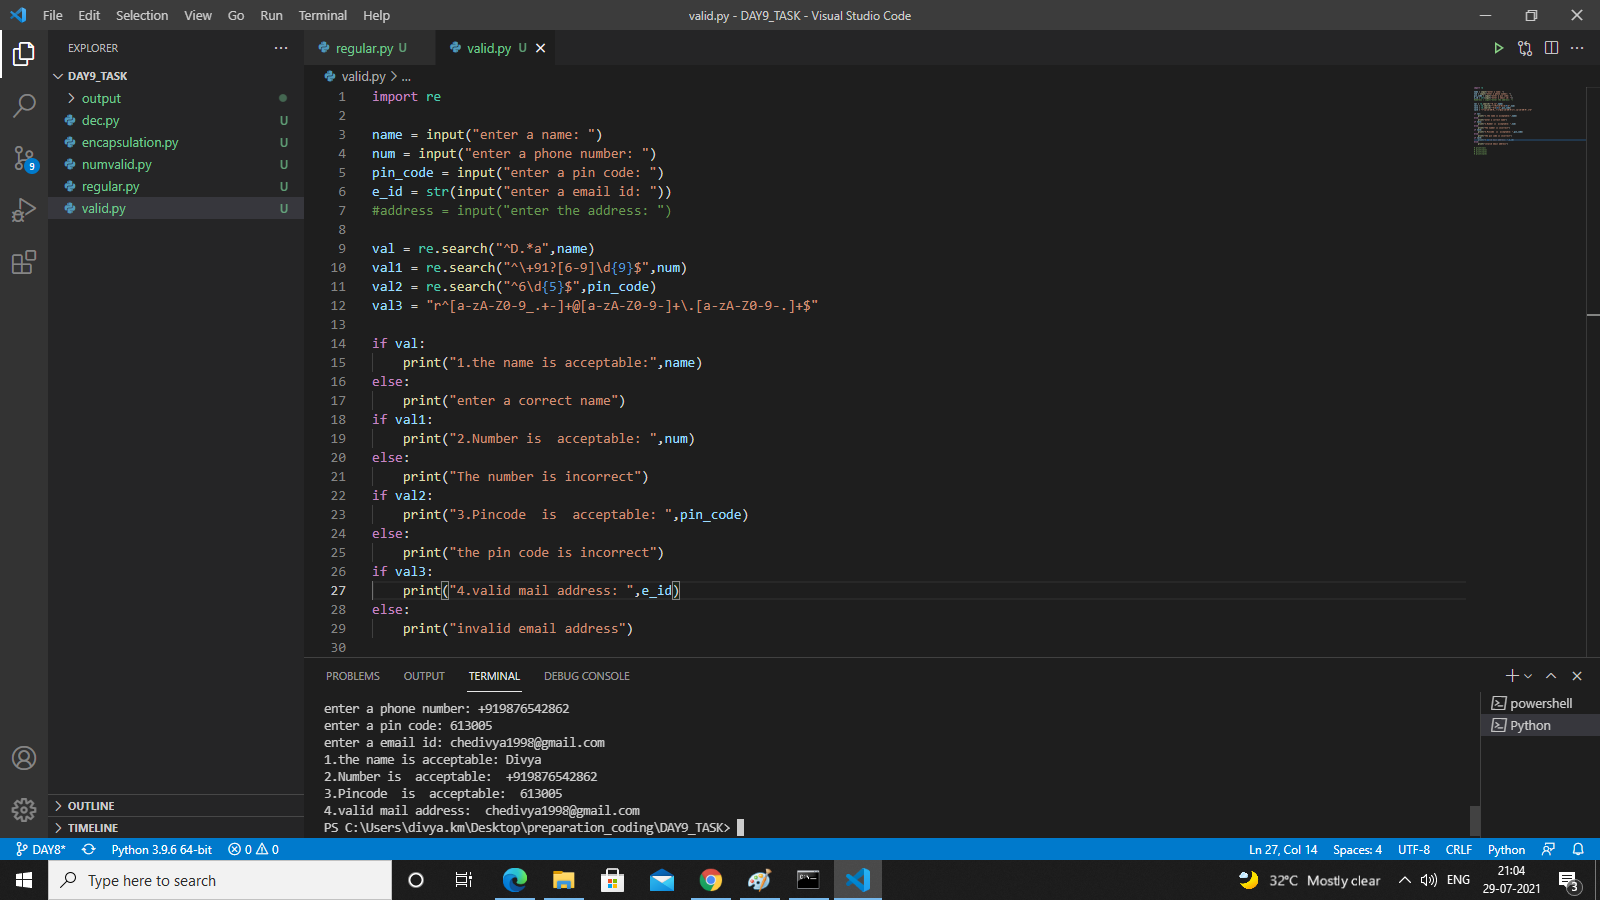 File Edit Selection View Go Run Terminal Help
valid.py - DAY9_TASK - Visual Studio Code
EXPLORER
DAY9_TASK
output
dec.py U
encapsulation.py U
numvalid.py U
regular.py U
valid.py U
9
OUTLINE
TIMELINE
regular.py U valid.py U
valid.py > ...
1 import re
2
3 name = input("enter a name: ")
4 num = input("enter a phone number: ")
5 pin_code = input("enter a pin code: ")
6 e_id = str(input("enter a email id: "))
7 #address = input("enter the address: ")
8
9 val = re.search("^D.*a",name)
10 val1 = re.search("^\+91?[6-9]\d{9}$",num)
11 val2 = re.search("^6\d{5}$",pin_code)
12 val3 = "r^[a-zA-Z0-9_.+-]+@[a-zA-Z0-9-]+\.[a-zA-Z0-9-.]+$"
13
14 if val:
15     print("1.the name is acceptable:",name)
16 else:
17     print("enter a correct name")
18 if val1:
19     print("2.Number is  acceptable: ",num)
20 else:
21     print("The number is incorrect")
22 if val2:
23     print("3.Pincode  is  acceptable: ",pin_code)
24 else:
25     print("the pin code is incorrect")
26 if val3:
27     print("4.valid mail address: ",e_id)
28 else:
29     print("invalid email address")
30
PROBLEMS OUTPUT TERMINAL DEBUG CONSOLE
enter a phone number: +919876542862
enter a pin code: 613005
enter a email id: chedivya1998@gmail.com
1.the name is acceptable: Divya
2.Number is  acceptable:  +919876542862
3.Pincode  is  acceptable:  613005
4.valid mail address:  chedivya1998@gmail.com
PS C:\Users\divya.km\Desktop\preparation_coding\DAY9_TASK>
powershell
Python
DAY8* Python 3.9.6 64-bit 0 0 Ln 27, Col 14 Spaces: 4 UTF-8 CRLF Python
Type here to search
32°C Mostly clear ENG
21:04
29-07-2021
3